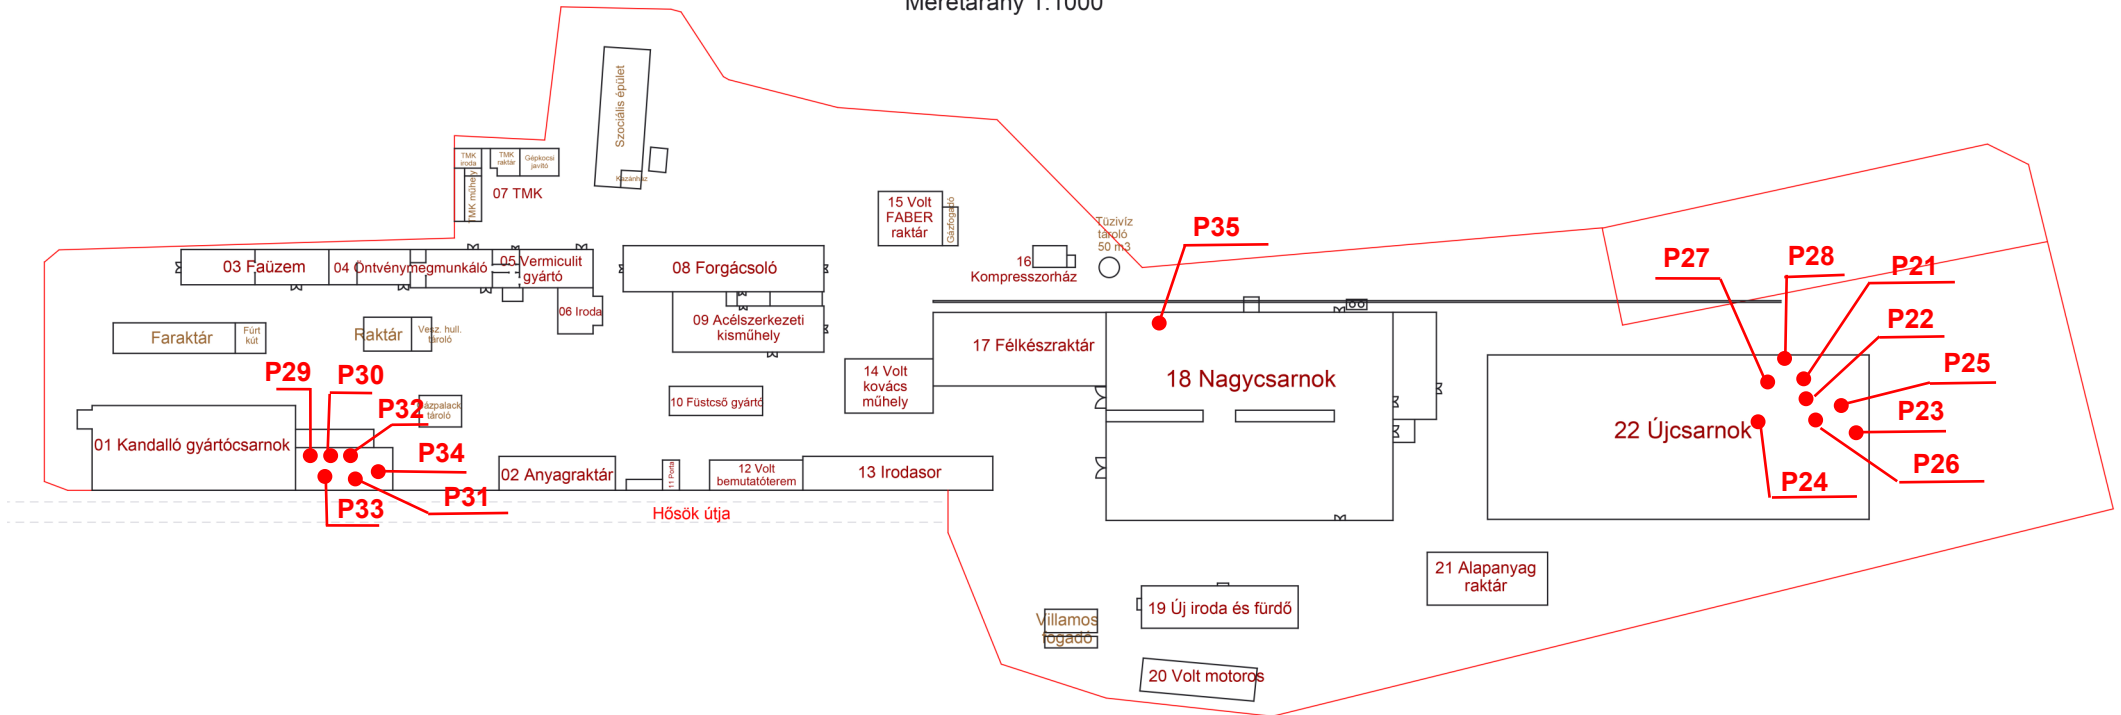 Méretarány 1:1000
Szociális épület
Kazánház
TMK
iroda
TMK
raktár
Gépkocsi
javító
TMK műhely
07 TMK
15 Volt
FABER
raktár
Gázfogadó
Tüzivíz
tároló
50 m3
16
Kompresszorház
P35
P27
P28
P21
P22
P25
P23
P26
P24
03 Faüzem
04 Öntvénymegmunkáló
05 Vermiculit
gyártó
06 Iroda
08 Forgácsoló
09 Acélszerkezeti
kisműhely
Faraktár
Fúrt
kút
Raktár
Vesz. hull.
tároló
17 Félkészraktár
18 Nagycsarnok
14 Volt
kovács
műhely
10 Füstcső gyártó
22 Újcsarnok
P29
P30
P32
P34
P31
P33
Gázpalack
tároló
01 Kandalló gyártócsarnok
02 Anyagraktár
11 Porta
12 Volt
bemutatóterem
13 Irodasor
Hősök útja
21 Alapanyag
raktár
19 Új iroda és fürdő
Villamos
fogadó
20 Volt motoros